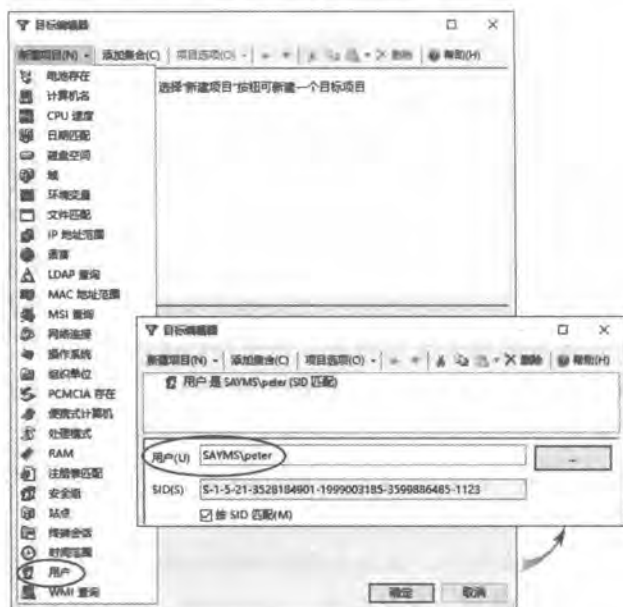 目标编辑器
新建项目(N) 添加集合(C) 项目选项(O) 删除 帮助(H)
选择“新建项目”按钮可新建一个目标项目
电池存在
计算机名
CPU 速度
日期匹配
磁盘空间
域
环境变量
文件匹配
IP 地址范围
语言
LDAP 查询
MAC 地址范围
MSI 查询
网络连接
操作系统
组织单位
PCMCIA 存在
便携式计算机
处理模式
RAM
注册表匹配
安全组
站点
终端会话
时间范围
用户
WMI 查询
目标编辑器
新建项目(N) 添加集合(C) 项目选项(O) 删除 帮助(H)
用户 是 SAYMS\peter (SID 匹配)
用户(U) SAYMS\peter ...
SID(S) S-1-5-21-3528184901-1999003185-3599886485-1123
按 SID 匹配(M)
确定 取消